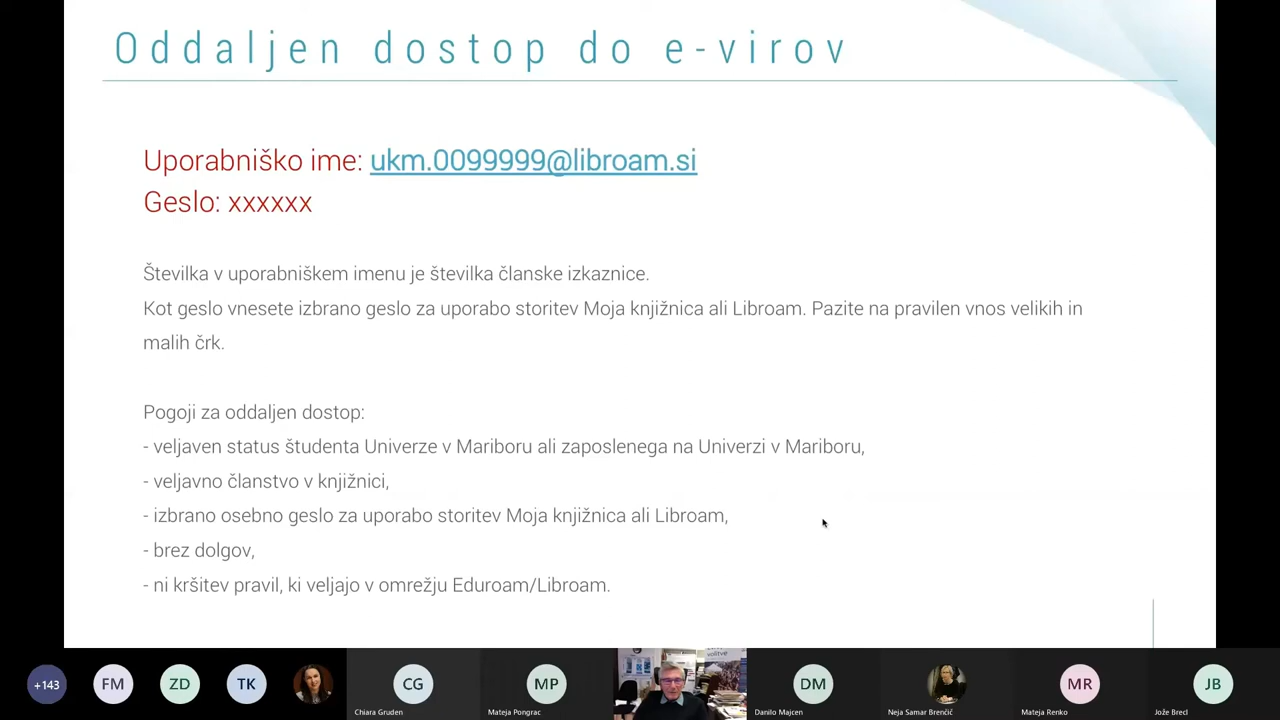 Oddaljen dostop do e-virov
Uporabniško ime: ukm.0099999@libroam.si
Geslo: xxxxxx
Številka v uporabniškem imenu je številka članske izkaznice.
Kot geslo vnesete izbrano geslo za uporabo storitev Moja knjižnica ali Libroam. Pazite na pravilen vnos velikih in
malih črk.
Pogoji za oddaljen dostop:
- veljaven status študenta Univerze v Mariboru ali zaposlenega na Univerzi v Mariboru,
- veljavno članstvo v knjižnici,
- izbrano osebno geslo za uporabo storitev Moja knjižnica ali Libroam,
- brez dolgov,
- ni kršitev pravil, ki veljajo v omrežju Eduroam/Libroam.
+143 FM ZD TK CG MP DM MR JB
Chiara Gruden Mateja Pongrac Danilo Majcen Neja Samar Brenčič Mateja Renko Jože Brecl